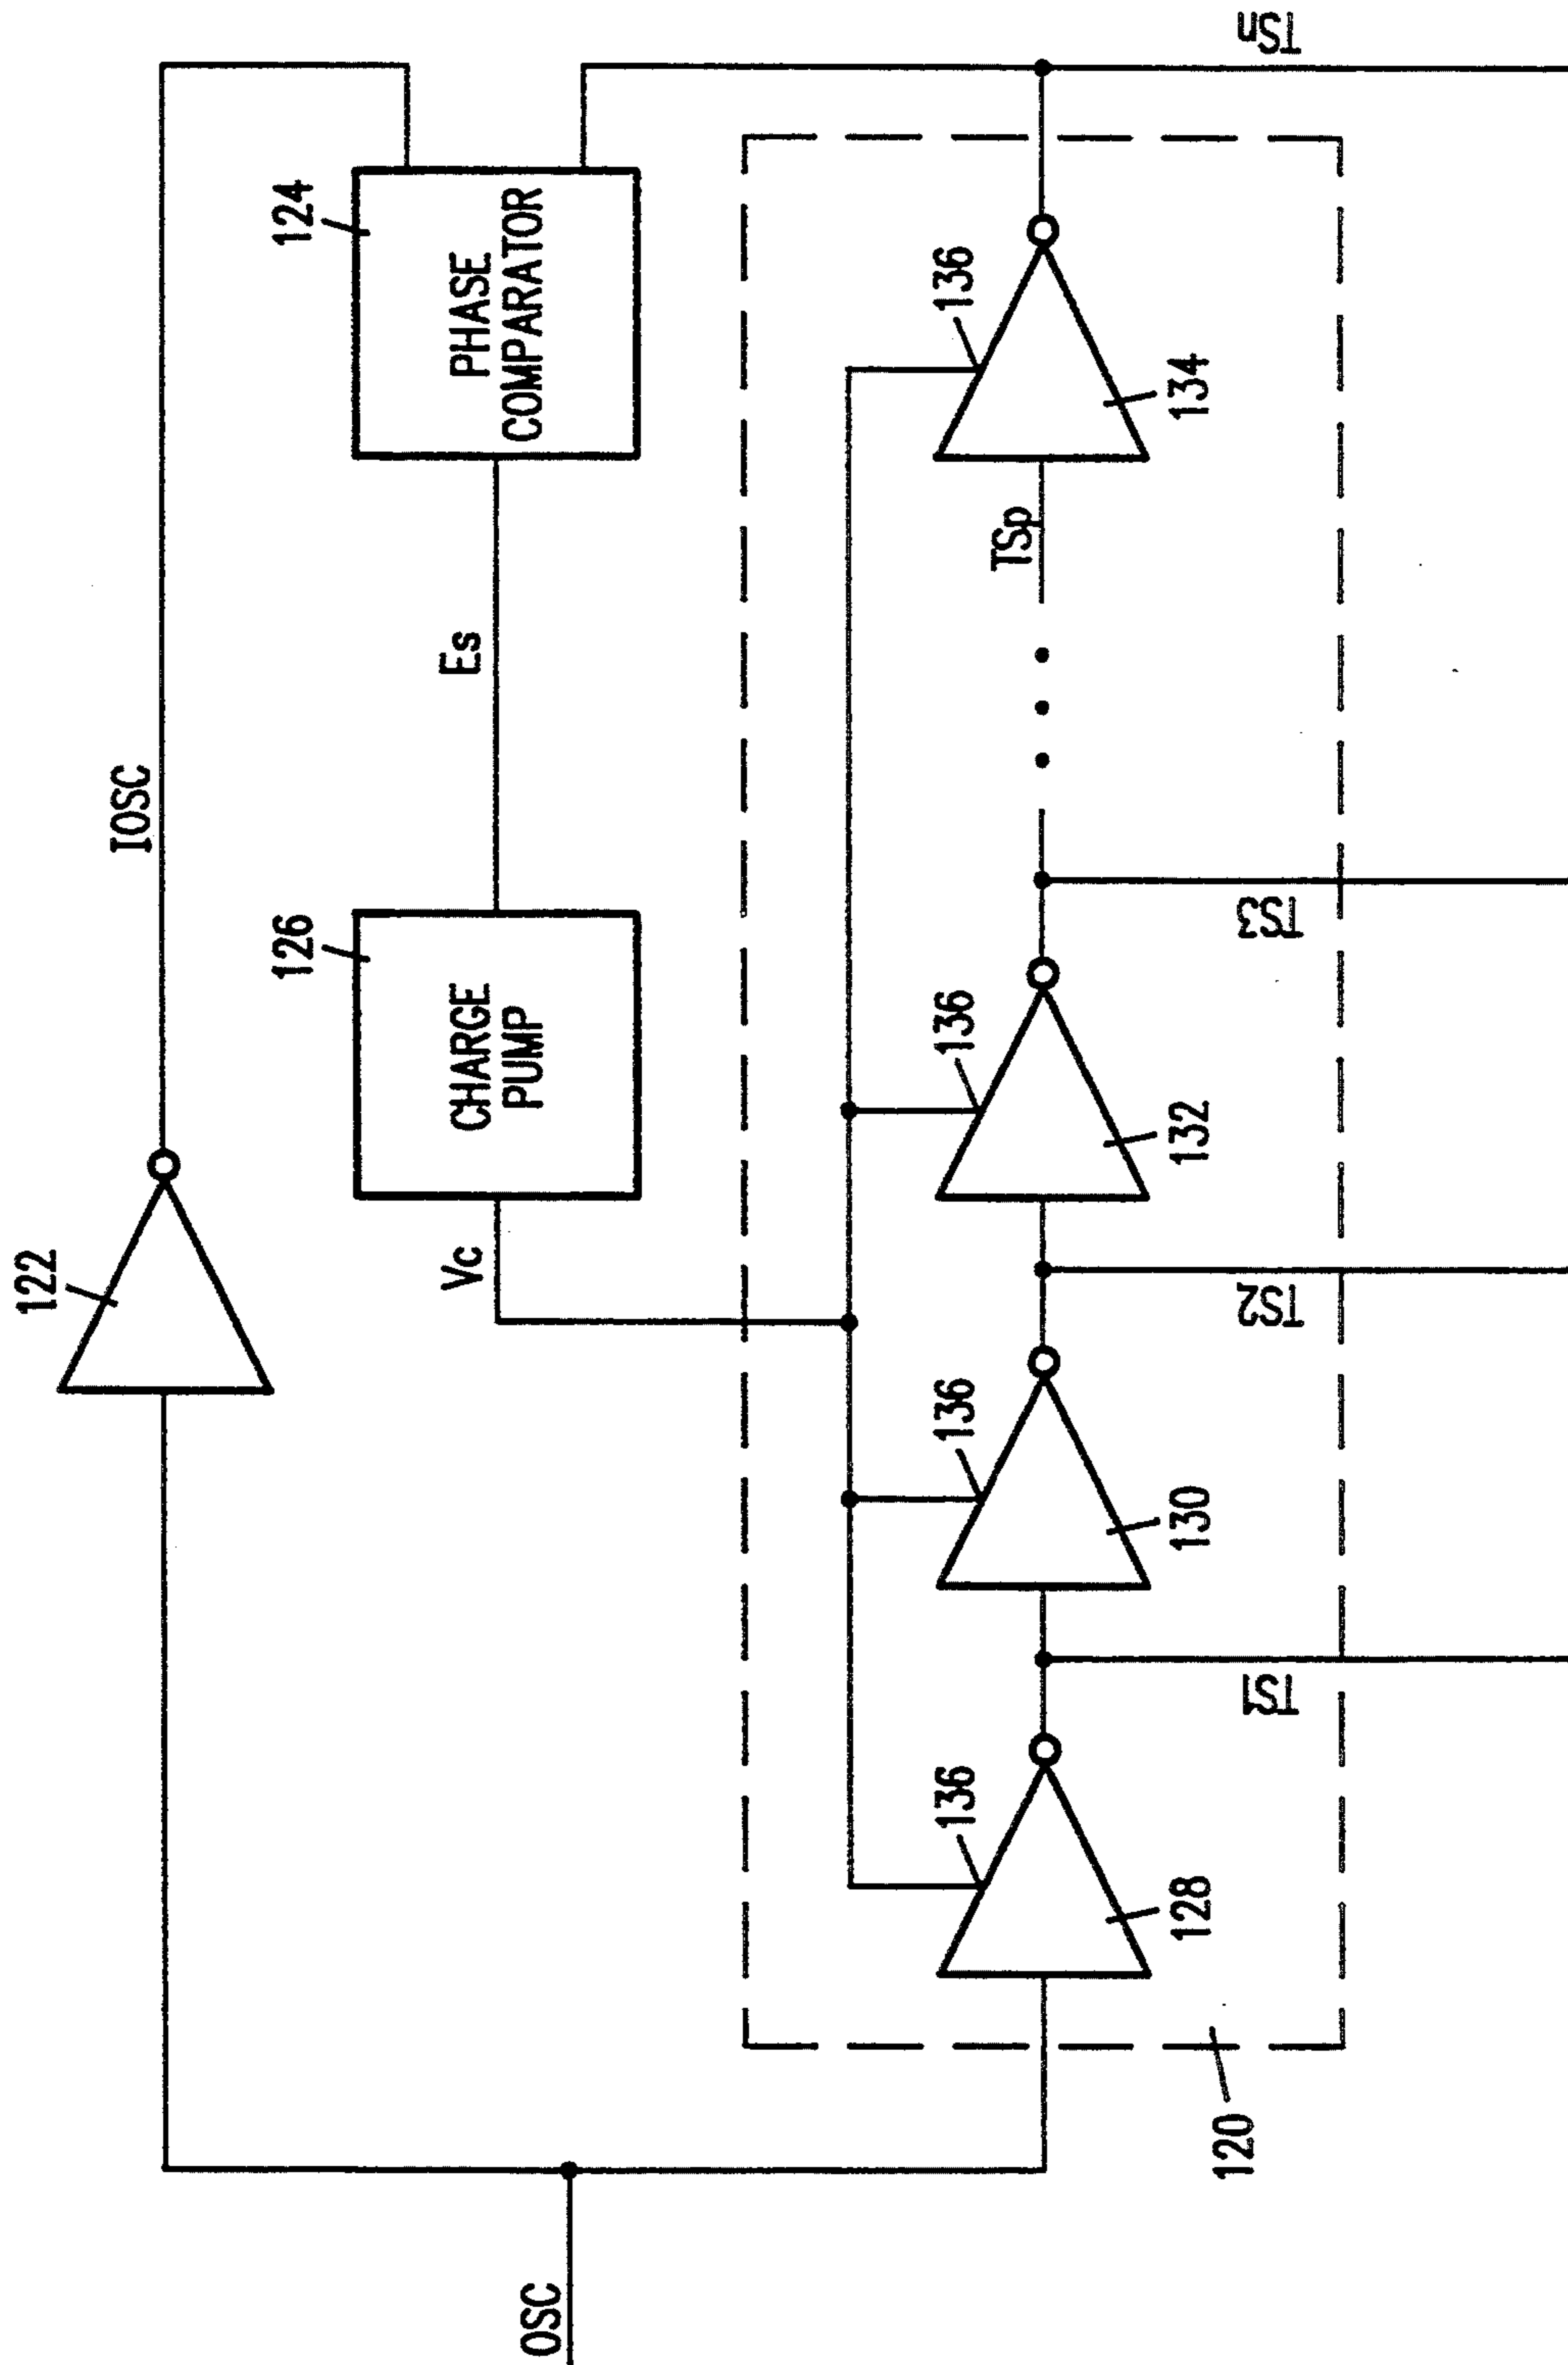 122
IOSC
126
124
CHARGE
PUMP
PHASE
COMPARATOR
Vc
Es
OSC
136
136
136
136
TSp
128
130
132
134
120
TS1
TS2
TS3
TSn